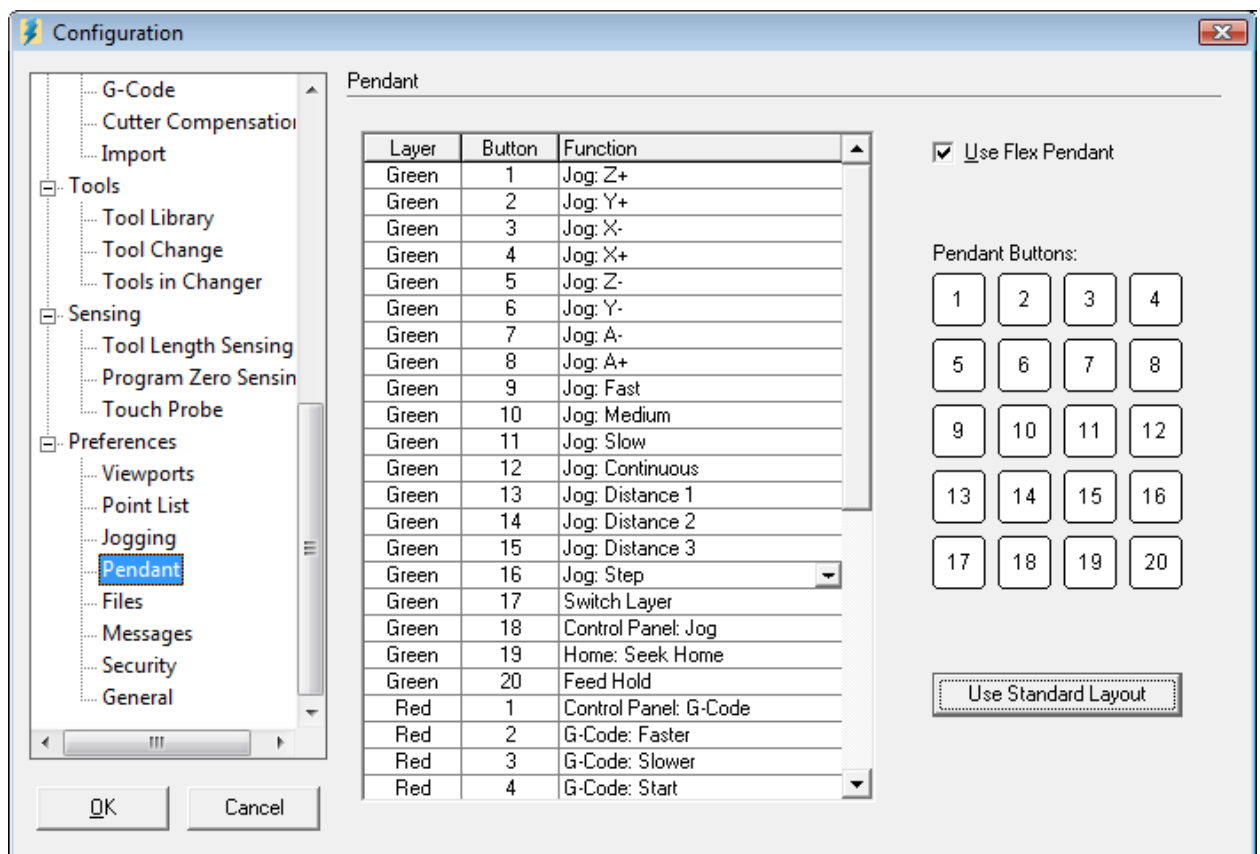 Configuration
G-Code
Cutter Compensation
Import
Tools
Tool Library
Tool Change
Tools in Changer
Sensing
Tool Length Sensing
Program Zero Sensin
Touch Probe
Preferences
Viewports
Point List
Jogging
Pendant
Files
Messages
Security
General
OK Cancel
Pendant
Layer Button Function
Green 1 Jog: Z+
Green 2 Jog: Y+
Green 3 Jog: X-
Green 4 Jog: X+
Green 5 Jog: Z-
Green 6 Jog: Y-
Green 7 Jog: A-
Green 8 Jog: A+
Green 9 Jog: Fast
Green 10 Jog: Medium
Green 11 Jog: Slow
Green 12 Jog: Continuous
Green 13 Jog: Distance 1
Green 14 Jog: Distance 2
Green 15 Jog: Distance 3
Green 16 Jog: Step
Green 17 Switch Layer
Green 18 Control Panel: Jog
Green 19 Home: Seek Home
Green 20 Feed Hold
Red 1 Control Panel: G-Code
Red 2 G-Code: Faster
Red 3 G-Code: Slower
Red 4 G-Code: Start
Use Flex Pendant
Pendant Buttons:
1 2 3 4
5 6 7 8
9 10 11 12
13 14 15 16
17 18 19 20
Use Standard Layout